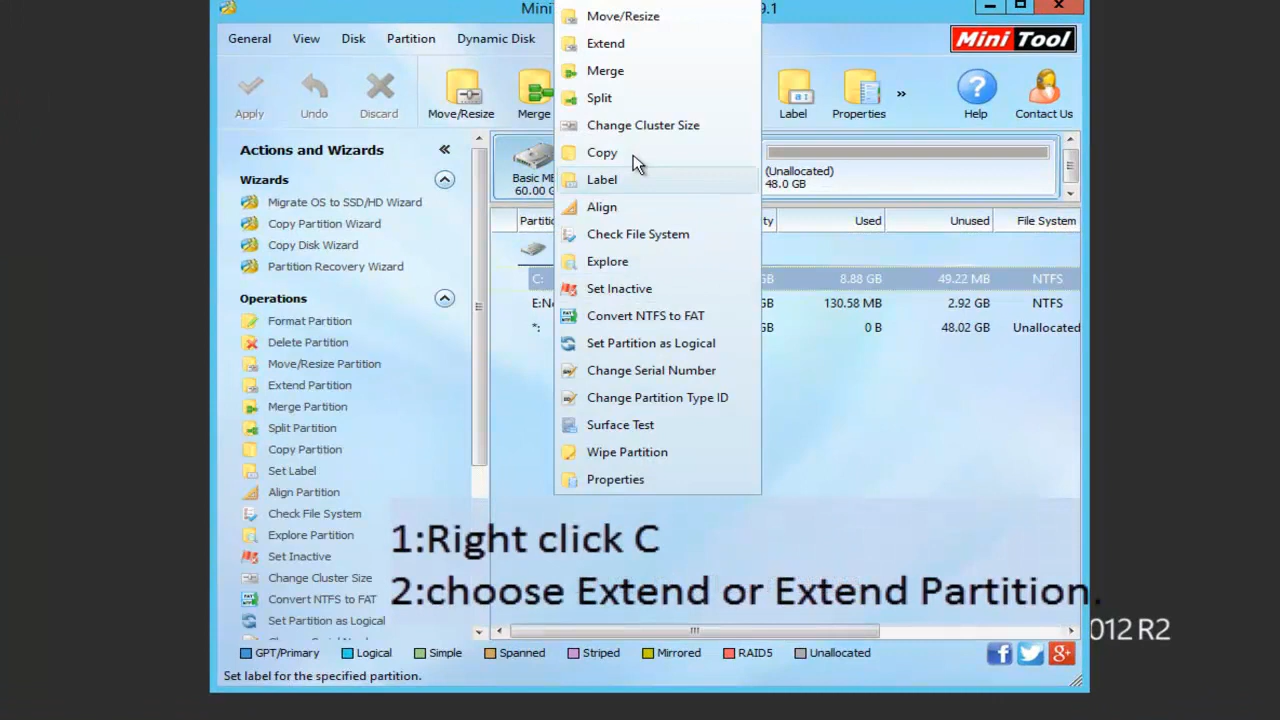 Mini
9.1
General View Disk Partition Dynamic Disk
Mini Tool
Apply Undo Discard Move/Resize Merge Label Properties » Help Contact Us
Move/Resize
Extend
Merge
Split
Change Cluster Size
Copy
Label
Align
Check File System
Explore
Set Inactive
Convert NTFS to FAT
Set Partition as Logical
Change Serial Number
Change Partition Type ID
Surface Test
Wipe Partition
Properties
Actions and Wizards
Wizards
Migrate OS to SSD/HD Wizard
Copy Partition Wizard
Copy Disk Wizard
Partition Recovery Wizard
Operations
Format Partition
Delete Partition
Move/Resize Partition
Extend Partition
Merge Partition
Split Partition
Copy Partition
Set Label
Align Partition
Check File System
Explore Partition
Set Inactive
Change Cluster Size
Convert NTFS to FAT
Set Partition as Logical
Basic MB
60.00 G
(Unallocated)
48.0 GB
Used Unused File System
C: GB 8.88 GB 49.22 MB NTFS
E:Ne GB 130.58 MB 2.92 GB NTFS
*: GB 0 B 48.02 GB Unallocated
1:Right click C
2:choose Extend or Extend Partition.
012 R2
GPT/Primary Logical Simple Spanned Striped Mirrored RAID5 Unallocated
Set label for the specified partition.